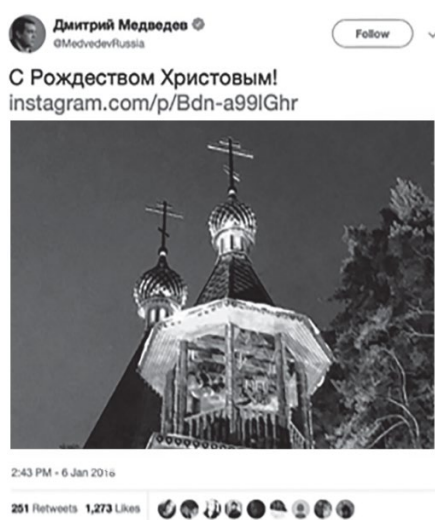 Дмитрий Медведев
@MedvedevRussia
Follow
С Рождеством Христовым!
instagram.com/p/Bdn-a99lGhr
2:43 PM - 6 Jan
251 Retweets 1,273 Likes